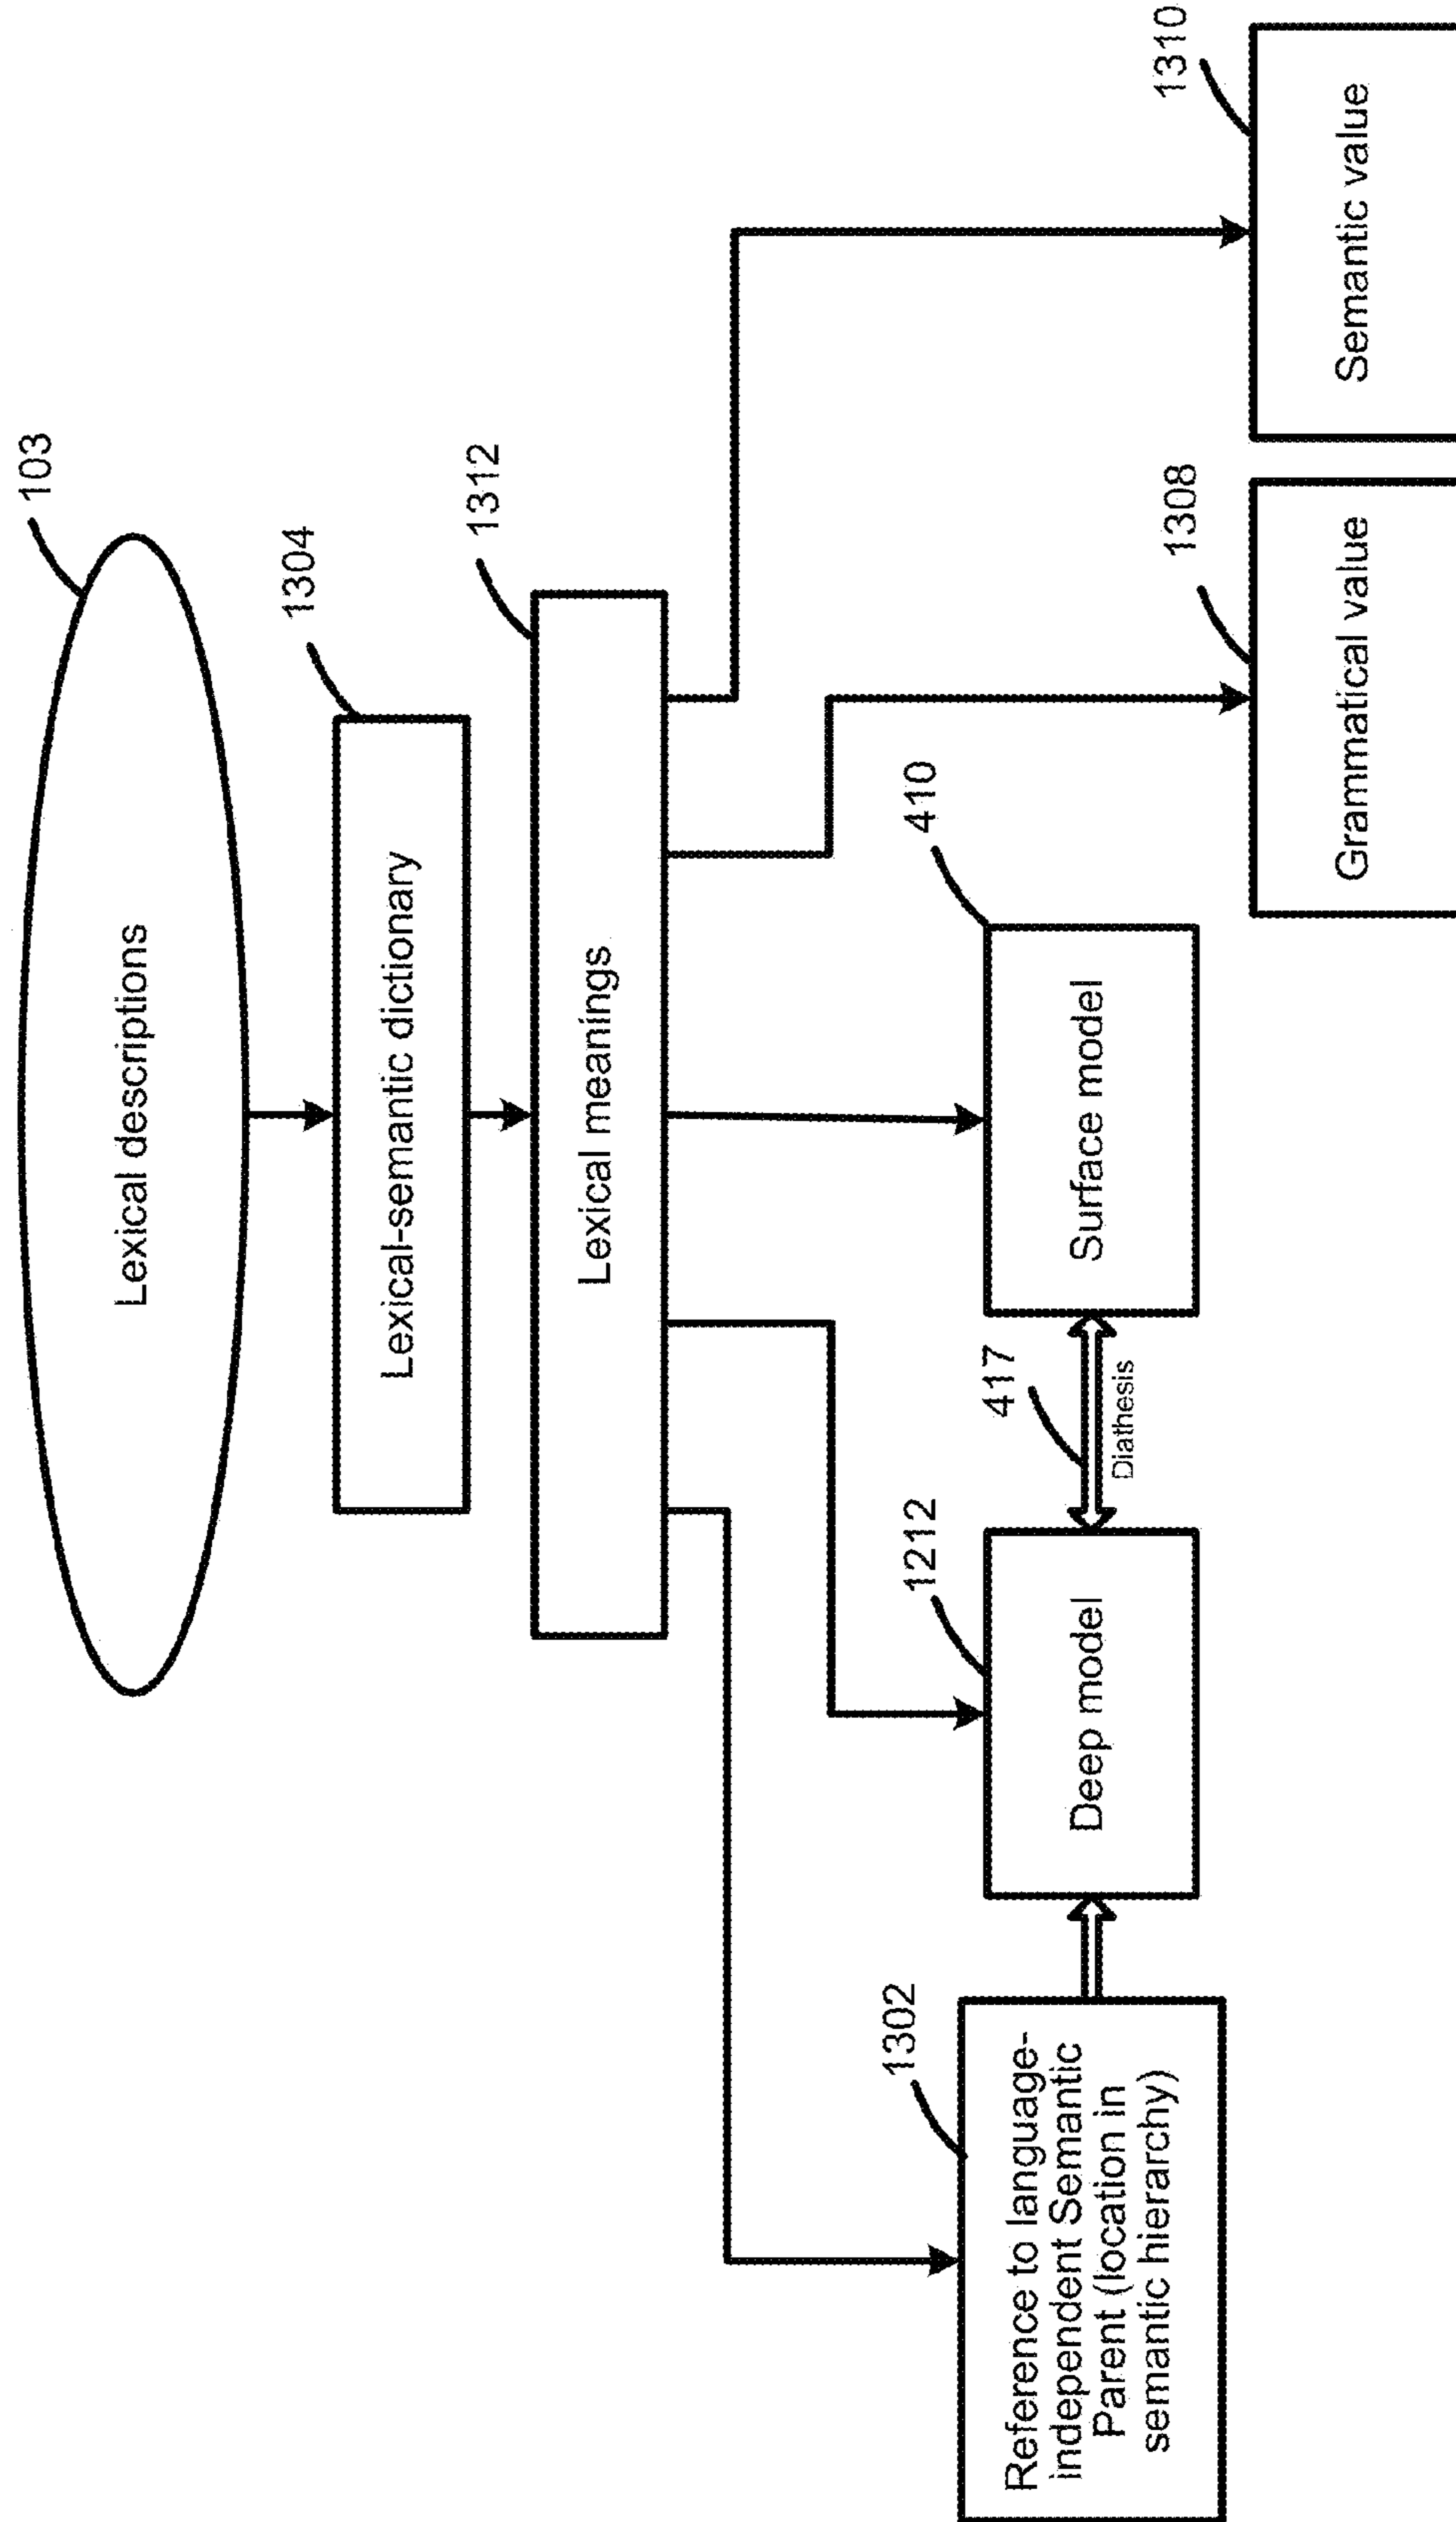 103
Lexical descriptions
1304
Lexical-semantic dictionary
1312
Lexical meanings
1302
Reference to language-
independent Semantic
Parent (location in
semantic hierarchy)
1212
Deep model
417
Diathesis
410
Surface model
1308
Grammatical value
1310
Semantic value